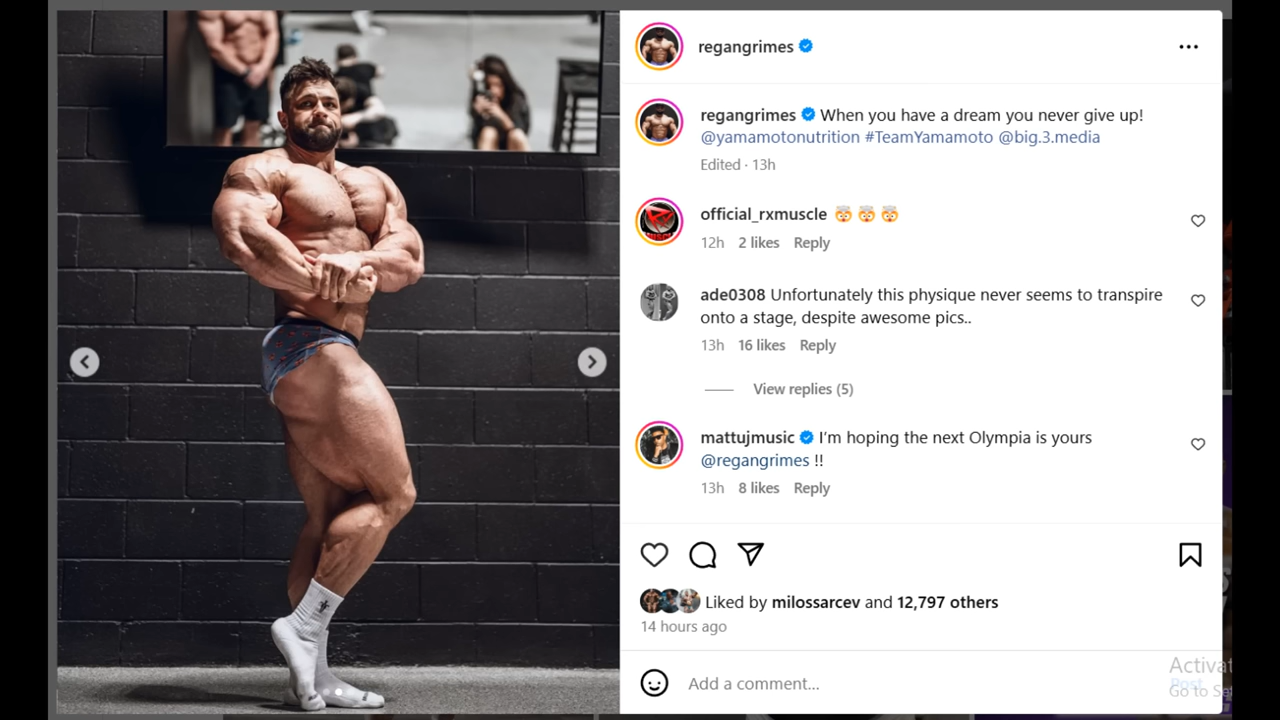 regangrimes
regangrimes When you have a dream you never give up!
@yamamotonutrition #TeamYamamoto @big.3.media
Edited · 13h
official_rxmuscle 🤯 🤯 🤯
12h 2 likes Reply
ade0308 Unfortunately this physique never seems to transpire
onto a stage, despite awesome pics..
13h 16 likes Reply
View replies (5)
mattujmusic I'm hoping the next Olympia is yours
@regangrimes !!
13h 8 likes Reply
Liked by milossarcev and 12,797 others
14 hours ago
Add a comment...
Post
Go to